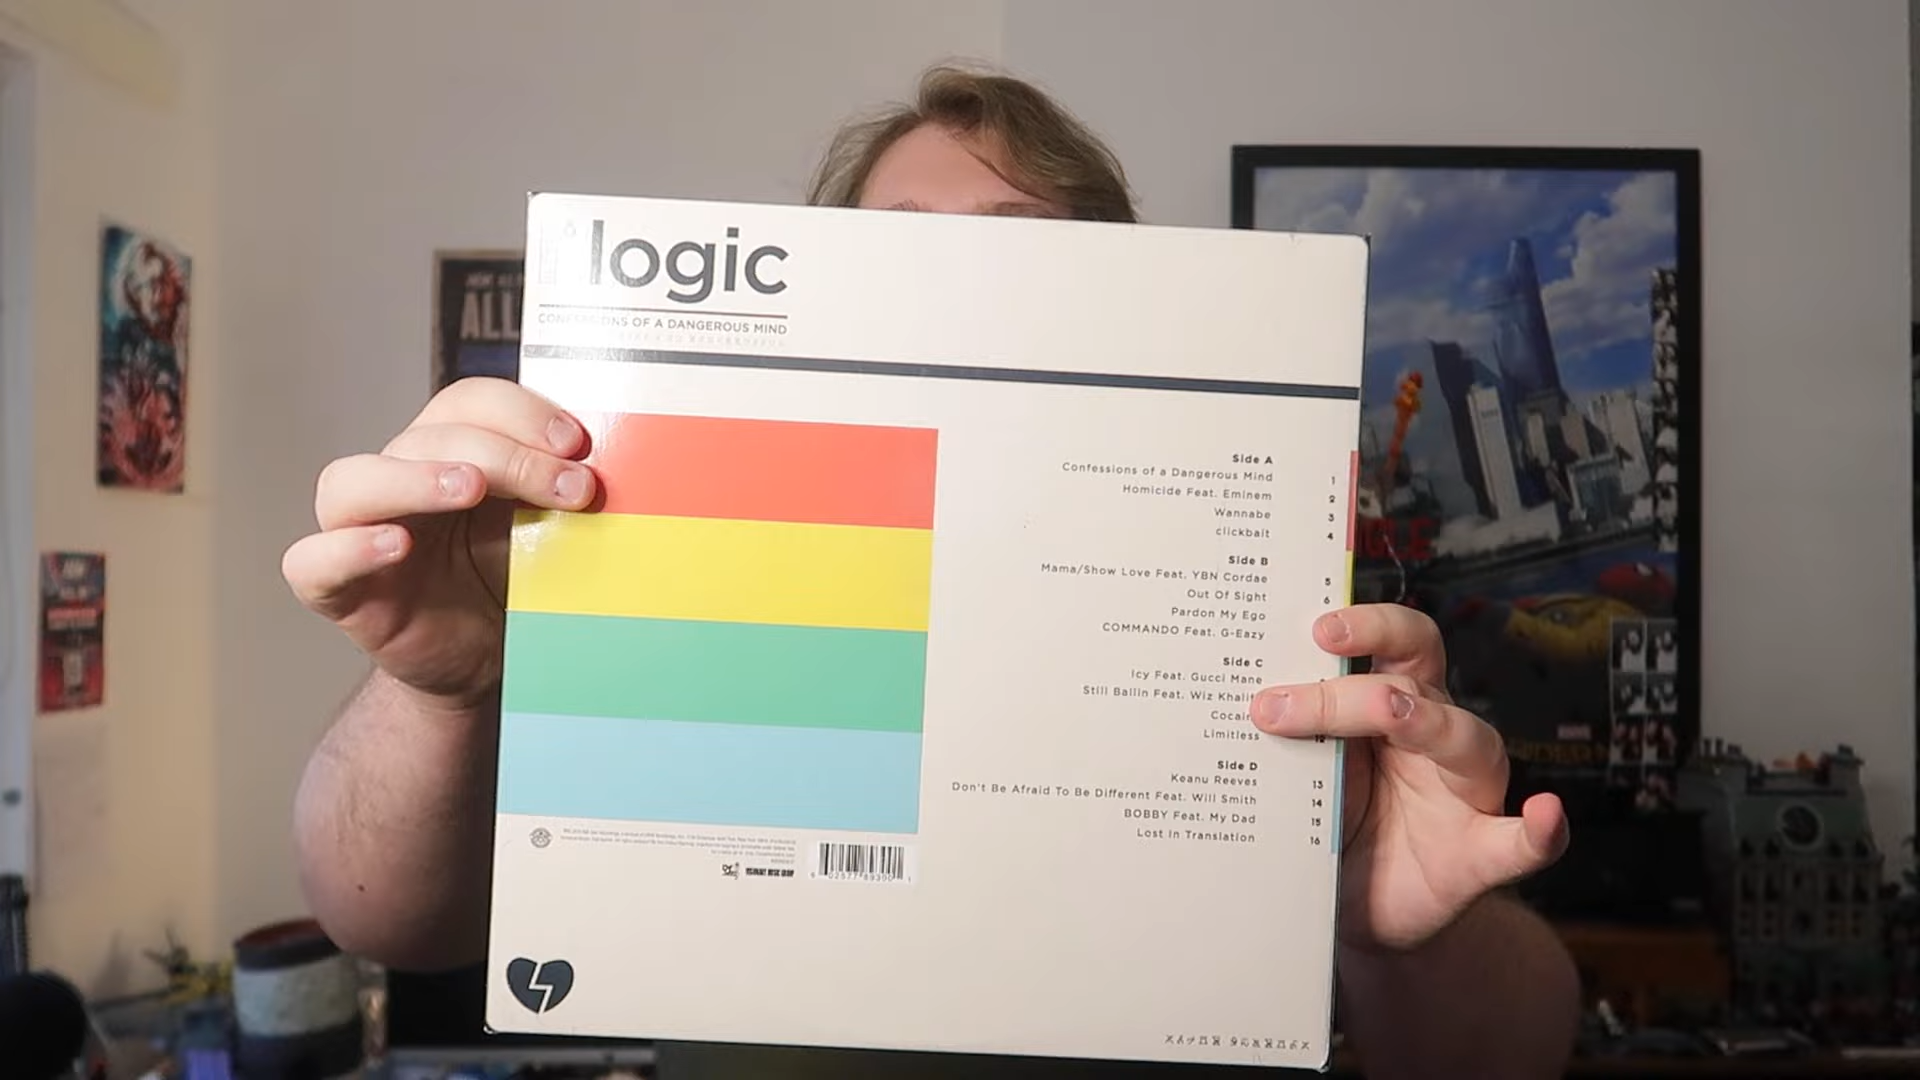 logic
CONFESSIONS OF A DANGEROUS MIND
ALL
Side A
Confessions of a Dangerous Mind 1
Homicide Feat. Eminem 2
Wannabe 3
clickbait 4
Side B
Mama/Show Love Feat. YBN Cordae 5
Out Of Sight 6
Pardon My Ego
COMMANDO Feat. G-Eazy
Side C
Icy Feat. Gucci Mane
Still Ballin Feat. Wiz Khalif
Cocain
Limitless 12
Side D
Keanu Reeves 13
Don't Be Afraid To Be Different Feat. Will Smith 14
BOBBY Feat. My Dad 15
Lost In Translation 16